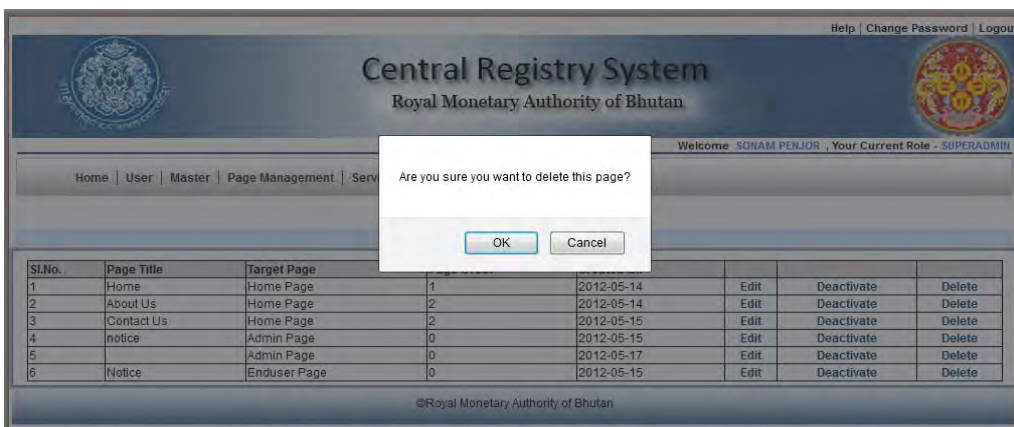 Help | Change Password | Logou
Central Registry System
Royal Monetary Authority of Bhutan
Welcome SONAM PENJOR , Your Current Role - SUPERADMIN
Home | User | Master | Page Management | Servi
Are you sure you want to delete this page?
OK Cancel
Sl.No. Page Title Target Page
1 Home Home Page 1 2012-05-14 Edit Deactivate Delete
2 About Us Home Page 2 2012-05-14 Edit Deactivate Delete
3 Contact Us Home Page 2 2012-05-15 Edit Deactivate Delete
4 notice Admin Page 0 2012-05-15 Edit Deactivate Delete
5 Admin Page 0 2012-05-17 Edit Deactivate Delete
6 Notice Enduser Page 0 2012-05-15 Edit Deactivate Delete
©Royal Monetary Authority of Bhutan